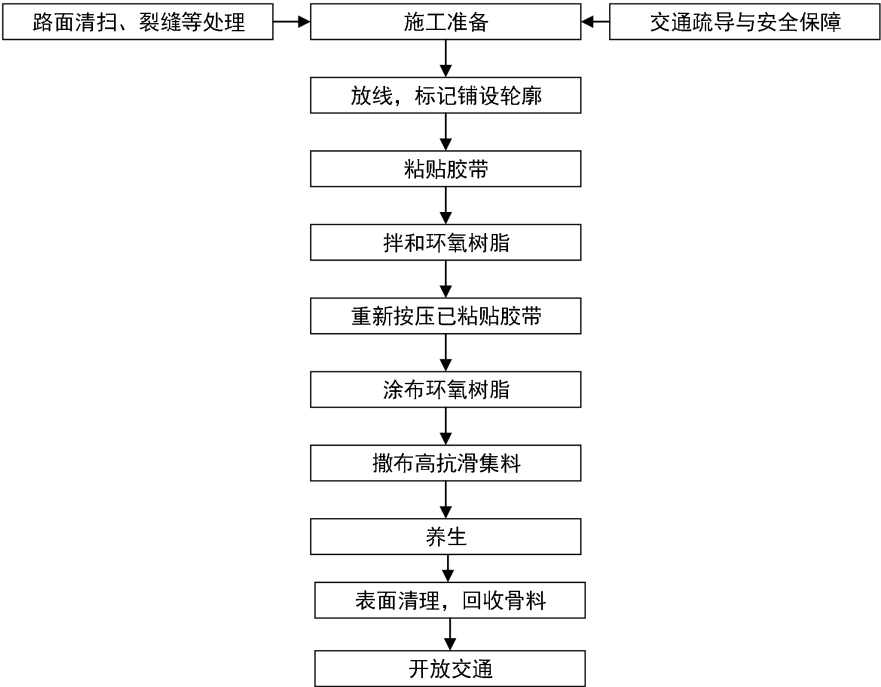 路面清扫、裂缝等处理
施工准备
交通疏导与安全保障
放线，标记铺设轮廓
粘贴胶带
拌和环氧树脂
重新按压已粘贴胶带
涂布环氧树脂
撒布高抗滑集料
养生
表面清理，回收骨料
开放交通